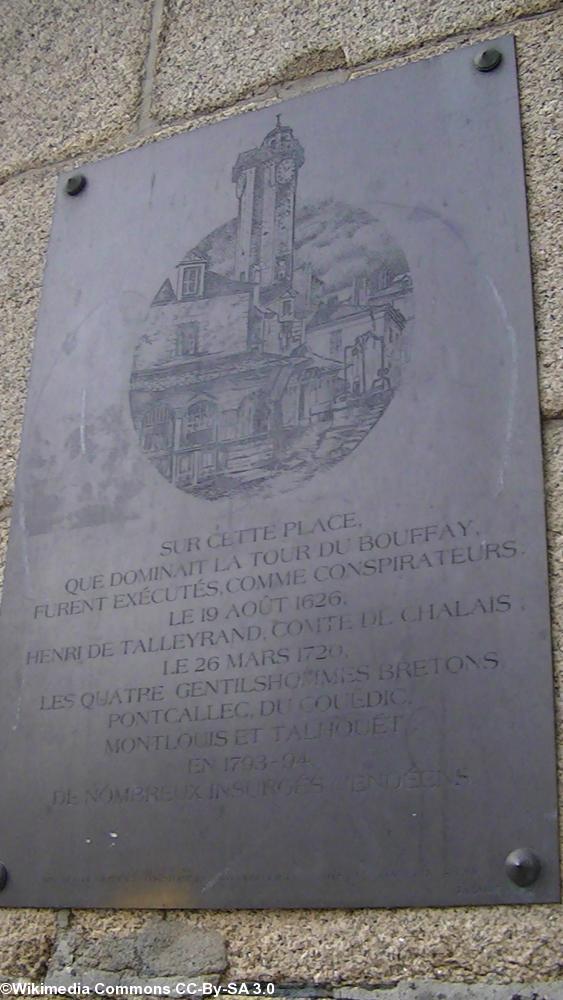 SUR CETTE PLACE,
QUE DOMINAIT LA TOUR DU BOUFFAY,
FURENT EXÉCUTÉS, COMME CONSPIRATEURS.
LE 19 AOÛT 1626,
HENRI DE TALLEYRAND, COMTE DE CHALAIS.
LE 26 MARS 1720,
LES QUATRE GENTILSHOMMES BRETONS
PONTCALLEC, DU COUËDIC,
MONTLOUIS ET TALHOUËT
EN 1793-94
DE NOMBREUX INSURGÉS VENDÉENS
©Wikimedia Commons CC-By-SA 3.0